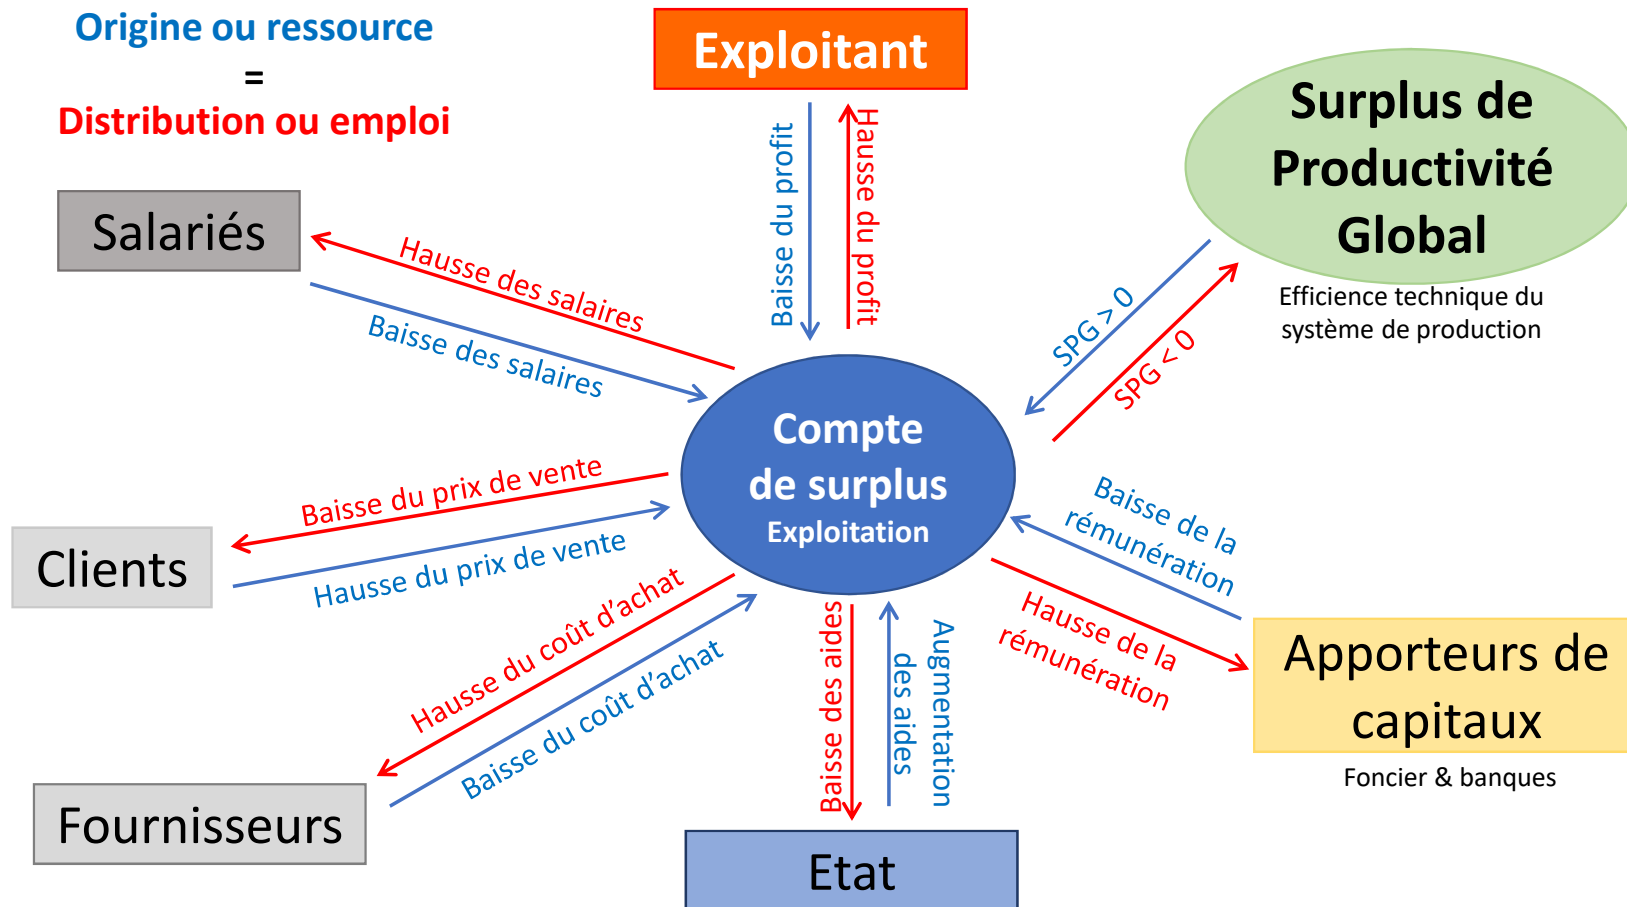 Origine ou ressource
=
Distribution ou emploi
Exploitant
Surplus de
Productivité
Global
Efficience technique du
système de production
Salariés
Hausse des salaires
Baisse des salaires
Baisse du profit
Hausse du profit
SPG > 0
SPG < 0
Compte
de surplus
Exploitation
Clients
Baisse du prix de vente
Hausse du prix de vente
Baisse de la
rémunération
Hausse de la
rémunération
Apporteurs de
capitaux
Foncier & banques
Hausse du coût d’achat
Baisse du coût d’achat
Fournisseurs
Baisse des aides
Augmentation
des aides
Etat